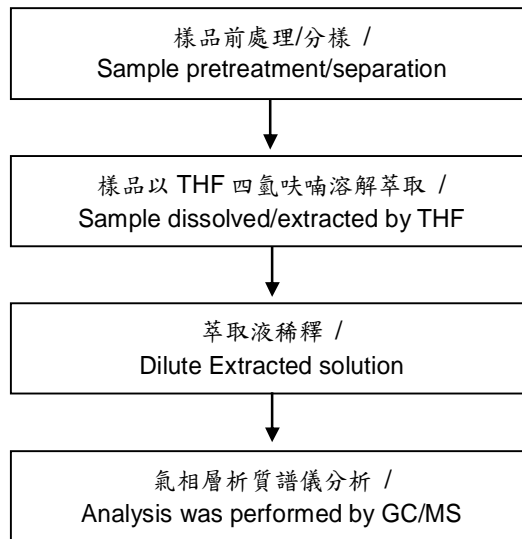 樣品前處理/分樣 /
Sample pretreatment/separation
樣品以 THF 四氫呋喃溶解萃取 /
Sample dissolved/extracted by THF
萃取液稀釋 /
Dilute Extracted solution
氣相層析質譜儀分析 /
Analysis was performed by GC/MS